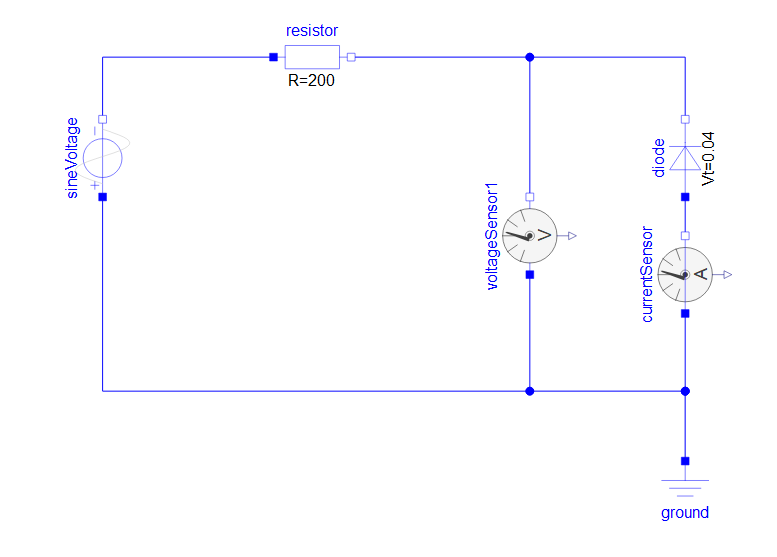 resistor
R=200
sineVoltage
−
+
voltageSensor1
V
diode
Vt=0.04
currentSensor
A
ground